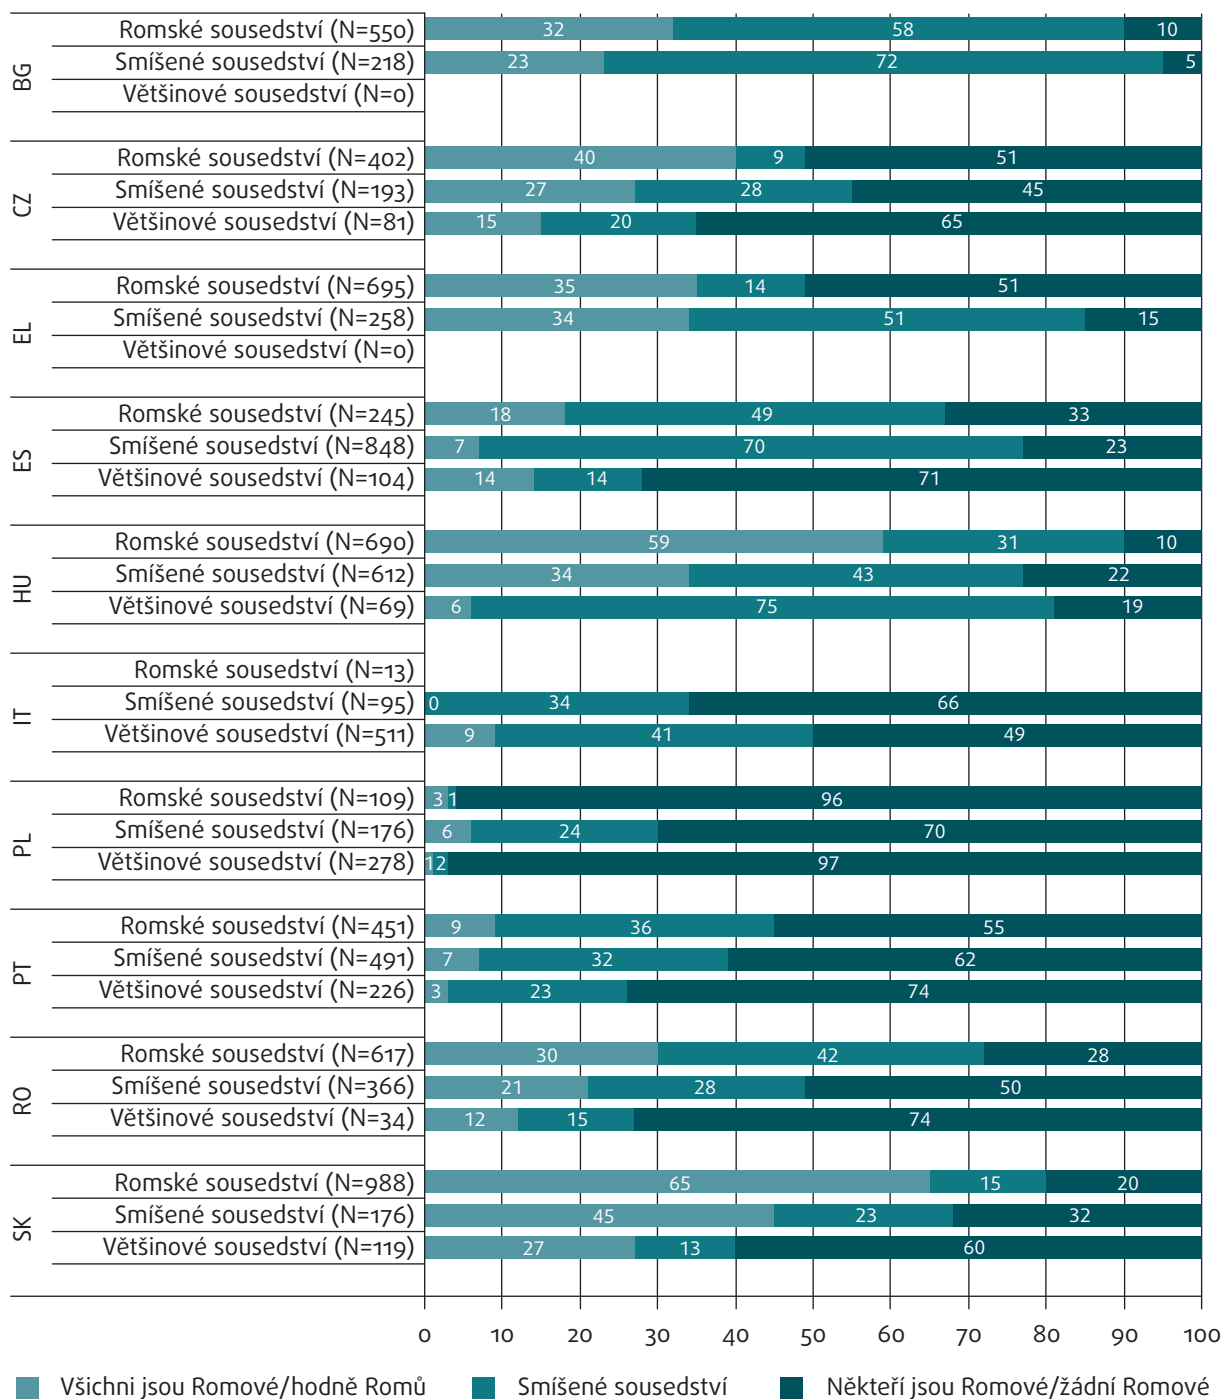 BG
Romské sousedství (N=550) 32 58 10
Smíšené sousedství (N=218) 23 72 5
Většinové sousedství (N=0)
CZ
Romské sousedství (N=402) 40 9 51
Smíšené sousedství (N=193) 27 28 45
Většinové sousedství (N=81) 15 20 65
EL
Romské sousedství (N=695) 35 14 51
Smíšené sousedství (N=258) 34 51 15
Většinové sousedství (N=0)
ES
Romské sousedství (N=245) 18 49 33
Smíšené sousedství (N=848) 7 70 23
Většinové sousedství (N=104) 14 14 71
HU
Romské sousedství (N=690) 59 31 10
Smíšené sousedství (N=612) 34 43 22
Většinové sousedství (N=69) 6 75 19
IT
Romské sousedství (N=13)
Smíšené sousedství (N=95) 0 34 66
Většinové sousedství (N=511) 9 41 49
PL
Romské sousedství (N=109) 3 1 96
Smíšené sousedství (N=176) 6 24 70
Většinové sousedství (N=278) 1 2 97
PT
Romské sousedství (N=451) 9 36 55
Smíšené sousedství (N=491) 7 32 62
Většinové sousedství (N=226) 3 23 74
RO
Romské sousedství (N=617) 30 42 28
Smíšené sousedství (N=366) 21 28 50
Většinové sousedství (N=34) 12 15 74
SK
Romské sousedství (N=988) 65 15 20
Smíšené sousedství (N=176) 45 23 32
Většinové sousedství (N=119) 27 13 60
0 10 20 30 40 50 60 70 80 90 100
Všichni jsou Romové/hodně Romů Smíšené sousedství Někteří jsou Romové/žádní Romové